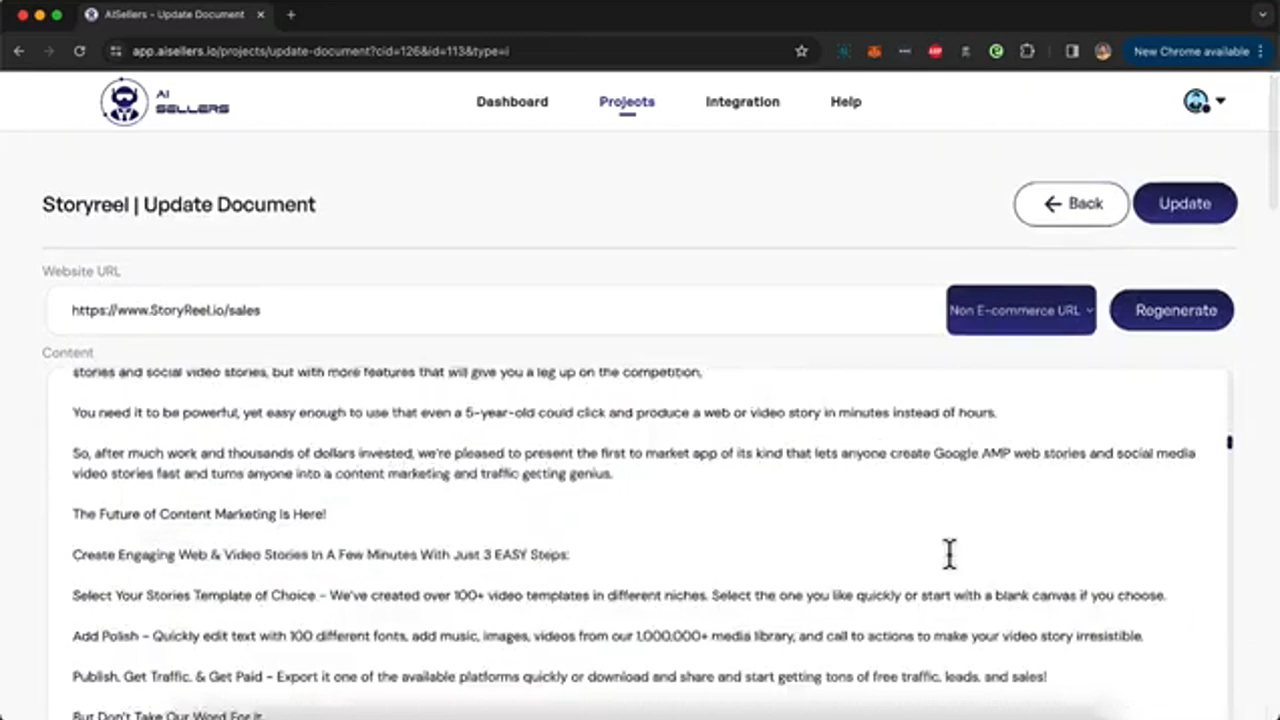 AISellers - Update Document
app.aisellers.io/projects/update-document?cid=126&id=113&type=i
New Chrome available
AI
SELLERS
Dashboard
Projects
Integration
Help
Storyreel | Update Document
Back
Update
Website URL
https://www.StoryReel.io/sales
Non E-commerce URL
Regenerate
Content
stories and social video stories, but with more features that will give you a leg up on the competition.
You need it to be powerful, yet easy enough to use that even a 5-year-old could click and produce a web or video story in minutes instead of hours.
So, after much work and thousands of dollars invested, we're pleased to present the first to market app of its kind that lets anyone create Google AMP web stories and social media
video stories fast and turns anyone into a content marketing and traffic getting genius.
The Future of Content Marketing Is Here!
Create Engaging Web & Video Stories In A Few Minutes With Just 3 EASY Steps:
Select Your Stories Template of Choice - We've created over 100+ video templates in different niches. Select the one you like quickly or start with a blank canvas if you choose.
Add Polish - Quickly edit text with 100 different fonts, add music, images, videos from our 1,000,000+ media library, and call to actions to make your video story irresistible.
Publish, Get Traffic, & Get Paid - Export it one of the available platforms quickly or download and share and start getting tons of free traffic, leads, and sales!
But Don't Take Our Word For It